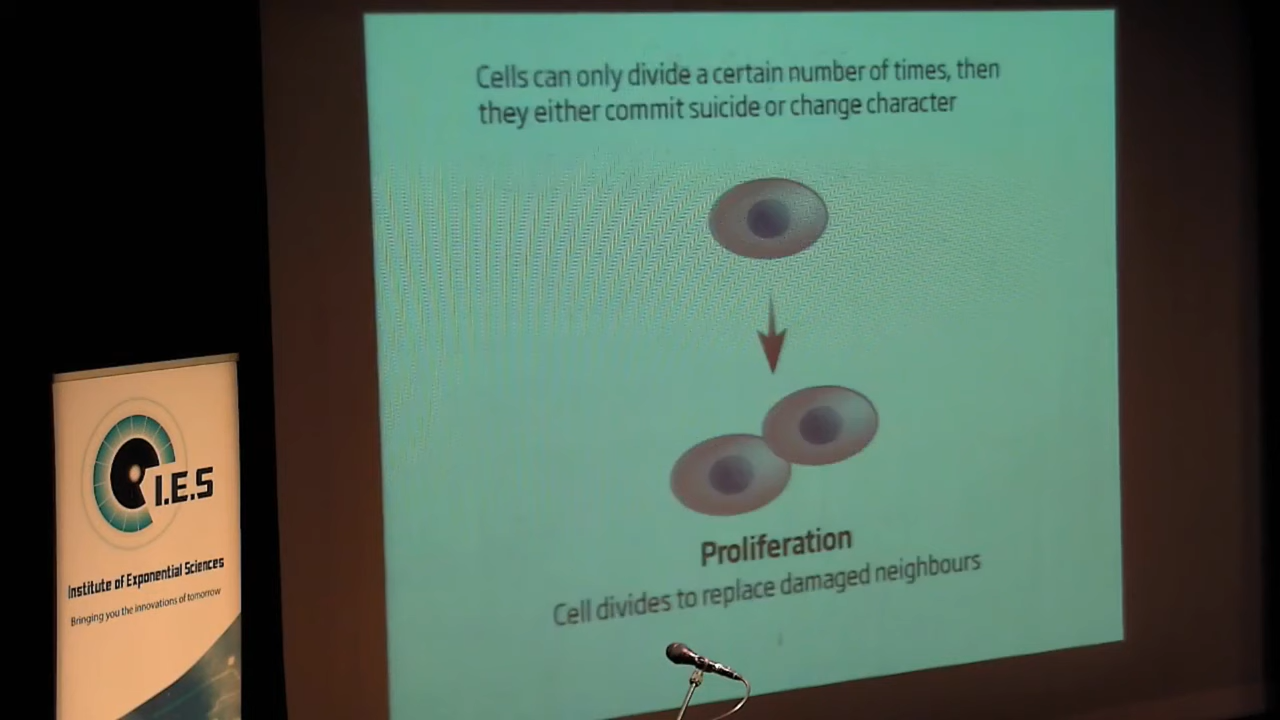 Cells can only divide a certain number of times, then
they either commit suicide or change character
Proliferation
Cell divides to replace damaged neighbours
I.E.S
Institute of Exponential Sciences
Bringing you the innovations of tomorrow